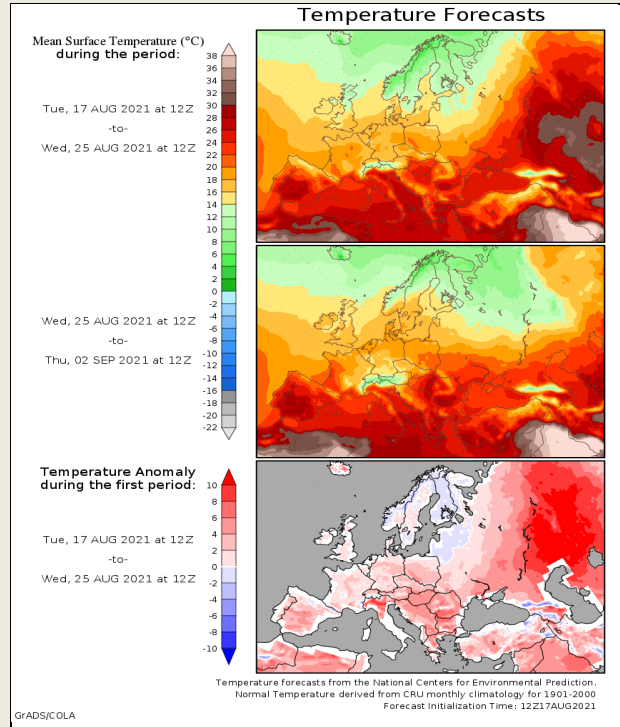 Temperature Forecasts
Mean Surface Temperature (°C)
during the period:
38
36
34
32
30
28
26
24
22
20
18
16
14
12
10
8
6
4
2
0
-2
-4
-6
-8
-10
-12
-14
-16
-18
-20
-22
Tue, 17 AUG 2021 at 12Z
-to-
Wed, 25 AUG 2021 at 12Z
Wed, 25 AUG 2021 at 12Z
-to-
Thu, 02 SEP 2021 at 12Z
Temperature Anomaly
during the first period:
10
8
6
4
2
0
-2
-4
-6
-8
-10
Tue, 17 AUG 2021 at 12Z
-to-
Wed, 25 AUG 2021 at 12Z
Temperature forecasts from the National Centers for Environmental Prediction.
Normal Temperature derived from CRU monthly climatology for 1901-2000
Forecast Initialization Time: 12Z17AUG2021
GrADS/COLA